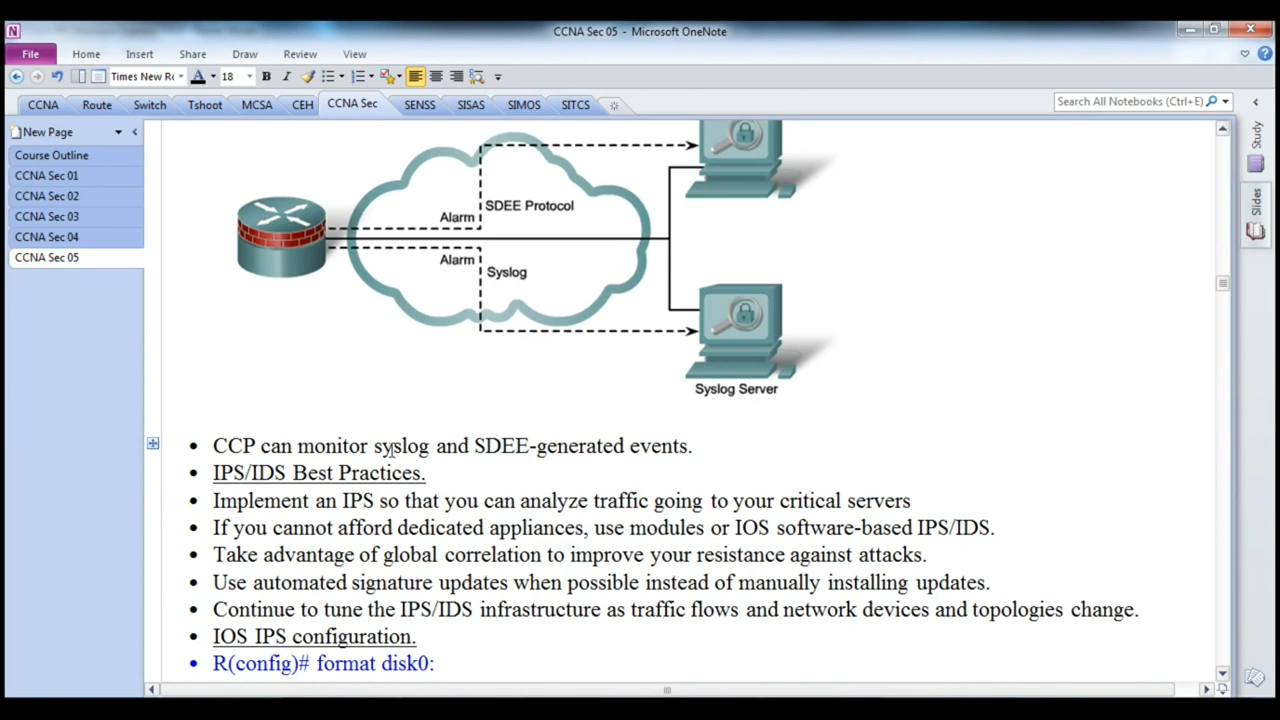 CCNA Sec 05 - Microsoft OneNote
File Home Insert Share Draw Review View
Times New Ro 18 B I A
CCNA Route Switch Tshoot MCSA CEH CCNA Sec SENSS SISAS SIMOS SITCS
Search All Notebooks (Ctrl+E)
New Page
Course Outline
CCNA Sec 01
CCNA Sec 02
CCNA Sec 03
CCNA Sec 04
CCNA Sec 05
Study
Slides
SDEE Protocol
Alarm
Alarm
Syslog
Syslog Server
• CCP can monitor syslog and SDEE-generated events.
• IPS/IDS Best Practices.
• Implement an IPS so that you can analyze traffic going to your critical servers
• If you cannot afford dedicated appliances, use modules or IOS software-based IPS/IDS.
• Take advantage of global correlation to improve your resistance against attacks.
• Use automated signature updates when possible instead of manually installing updates.
• Continue to tune the IPS/IDS infrastructure as traffic flows and network devices and topologies change.
• IOS IPS configuration.
• R(config)# format disk0: